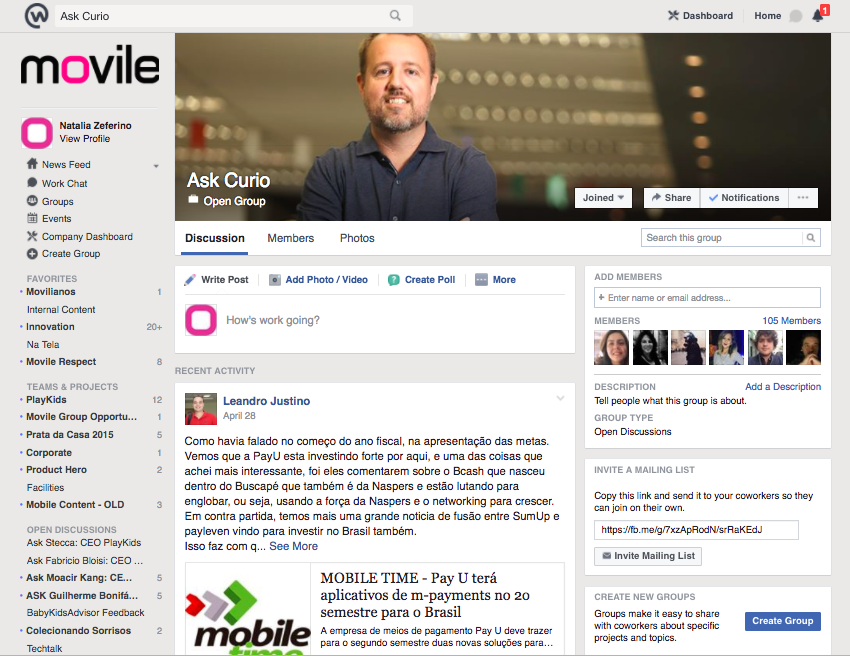 Ask Curio
Dashboard
Home
1
movile
Natalia Zeferino
View Profile
News Feed
Work Chat
Groups
Events
Company Dashboard
Create Group
FAVORITES
Movilianos 1
Internal Content
Innovation 20+
Na Tela
Movile Respect 8
TEAMS & PROJECTS
PlayKids 12
Movile Group Opportu... 1
Prata da Casa 2015 5
Corporate 1
Product Hero 2
Facilities
Mobile Content - OLD 3
OPEN DISCUSSIONS
Ask Stecca: CEO PlayKids
Ask Fabricio Bloisi: CEO ...
Ask Moacir Kang: CE... 5
ASK Guilherme Bonifá... 5
BabyKidsAdvisor Feedback
Colecionando Sorrisos 2
Techtalk
Ask Curio
Open Group
Joined
Share
Notifications
Discussion
Members
Photos
Search this group
Write Post
Add Photo / Video
Create Poll
More
How's work going?
RECENT ACTIVITY
Leandro Justino
April 28
Como havia falado no começo do ano fiscal, na apresentação das metas.
Vemos que a PayU esta investindo forte por aqui, e uma das coisas que
achei mais interessante, foi eles comentarem sobre o Bcash que nasceu
dentro do Buscapé que também é da Naspers e estão lutando para
englobar, ou seja, usando a força da Naspers e o networking para crescer.
Em contra partida, temos mais uma grande noticia de fusão entre SumUp e
payleven vindo para investir no Brasil também.
Isso faz com q... See More
mobile
time
MOBILE TIME - Pay U terá
aplicativos de m-payments no 2o
semestre para o Brasil
A empresa de meios de pagamento Pay U deve trazer
para o segundo semestre duas novas soluções para...
ADD MEMBERS
+ Enter name or email address...
MEMBERS
105 Members
DESCRIPTION
Add a Description
Tell people what this group is about.
GROUP TYPE
Open Discussions
INVITE A MAILING LIST
Copy this link and send it to your coworkers so they
can join on their own.
https://fb.me/g/7xzApRodN/srRaKEdJ
Invite Mailing List
CREATE NEW GROUPS
Groups make it easy to share
with coworkers about specific
projects and topics.
Create Group